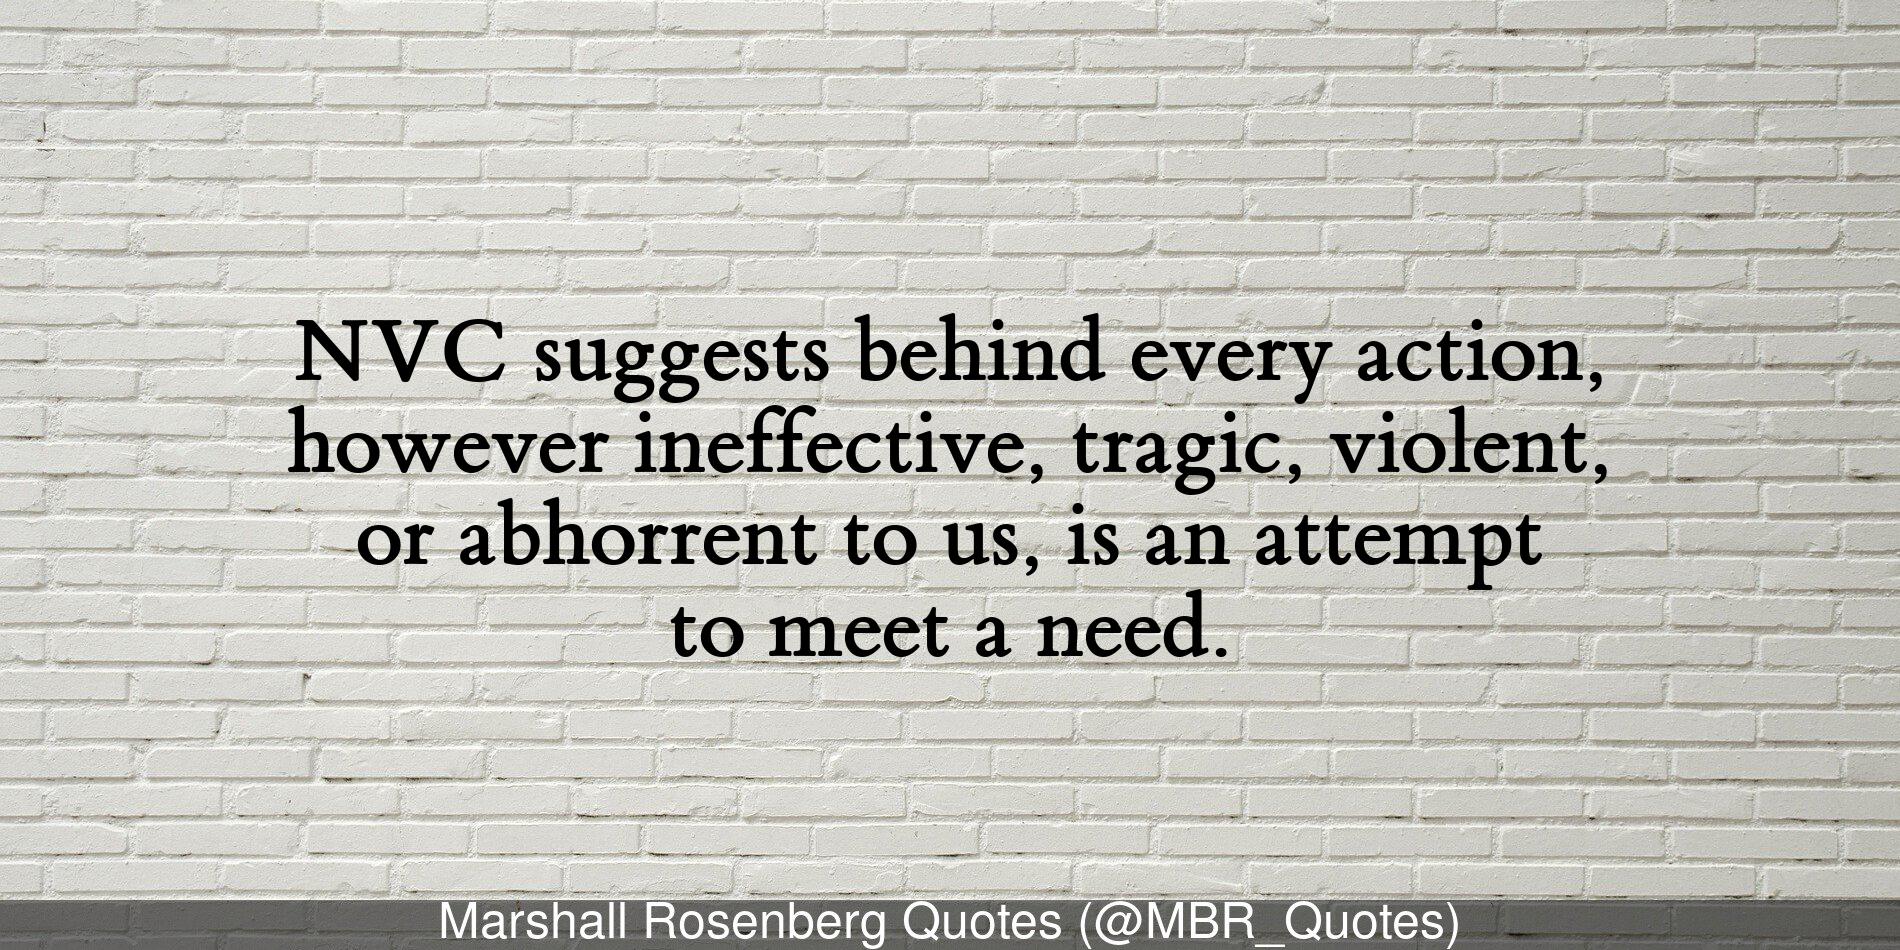 NVC suggests behind every action,
however ineffective, tragic, violent,
or abhorrent to us, is an attempt
to meet a need.
Marshall Rosenberg Quotes (@MBR_Quotes)